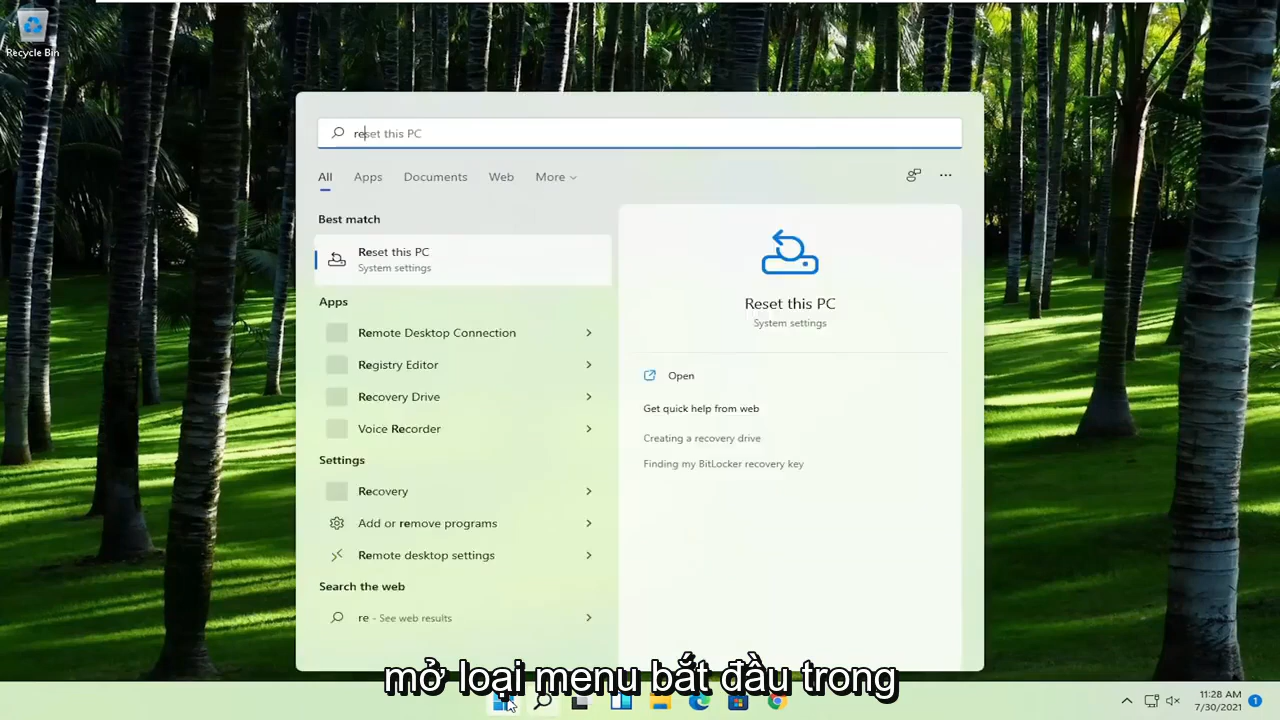 Recycle Bin
reset this PC
All Apps Documents Web More
Best match
Reset this PC
System settings
Apps
Remote Desktop Connection
Registry Editor
Recovery Drive
Voice Recorder
Settings
Recovery
Add or remove programs
Remote desktop settings
Search the web
re - See web results
Reset this PC
System settings
Open
Get quick help from web
Creating a recovery drive
Finding my BitLocker recovery key
mở loại menu bắt đầu trong
11:28 AM
7/30/2021
1